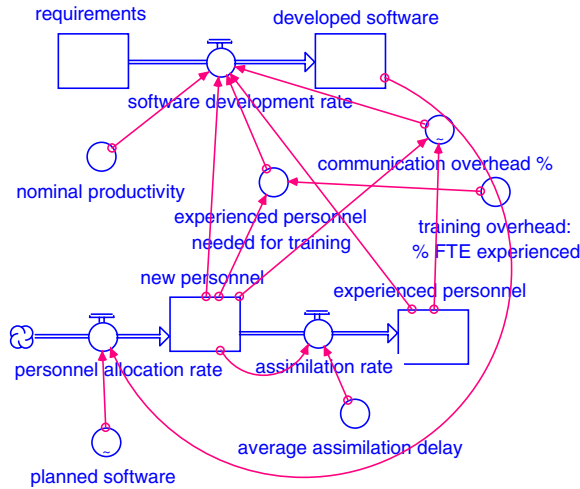 requirements
developed software
software development rate
nominal productivity
~
communication overhead %
experienced personnel
needed for training
training overhead:
% FTE experienced
new personnel
experienced personnel
personnel allocation rate
assimilation rate
~
planned software
average assimilation delay